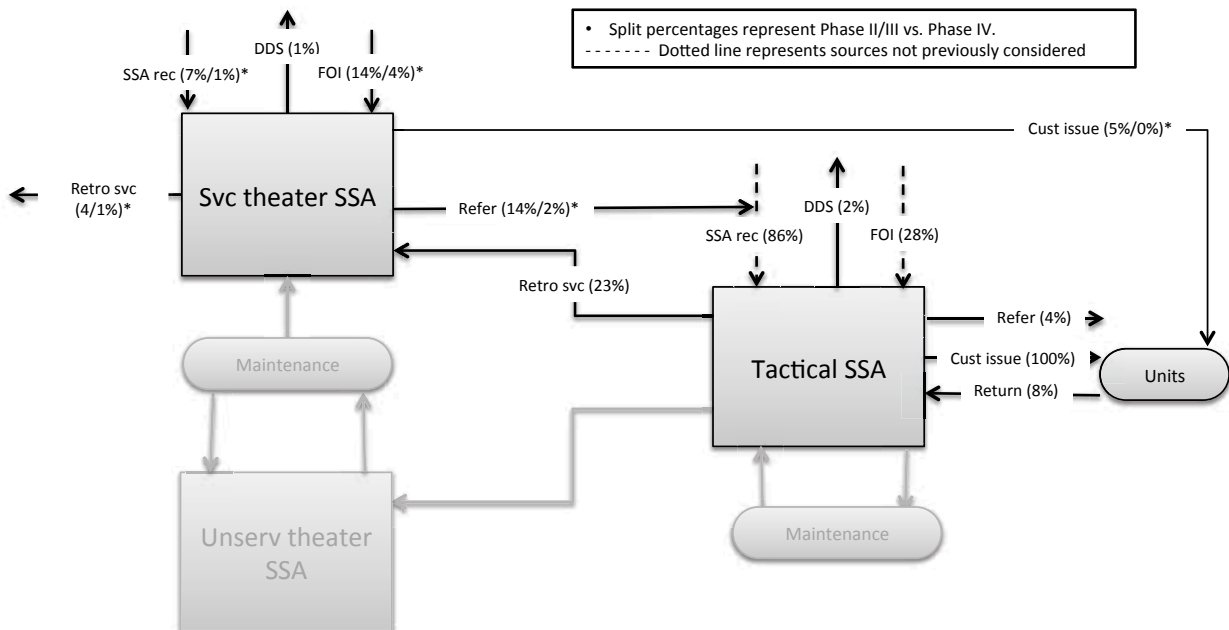 • Split percentages represent Phase II/III vs. Phase IV.
------- Dotted line represents sources not previously considered
DDS (1%)
SSA rec (7%/1%)*
FOI (14%/4%)*
Cust issue (5%/0%)*
Svc theater SSA
Retro svc
(4/1%)*
Refer (14%/2%)*
DDS (2%)
SSA rec (86%)
FOI (28%)
Retro svc (23%)
Refer (4%)
Maintenance
Tactical SSA
Cust issue (100%)
Units
Return (8%)
Unserv theater
SSA
Maintenance